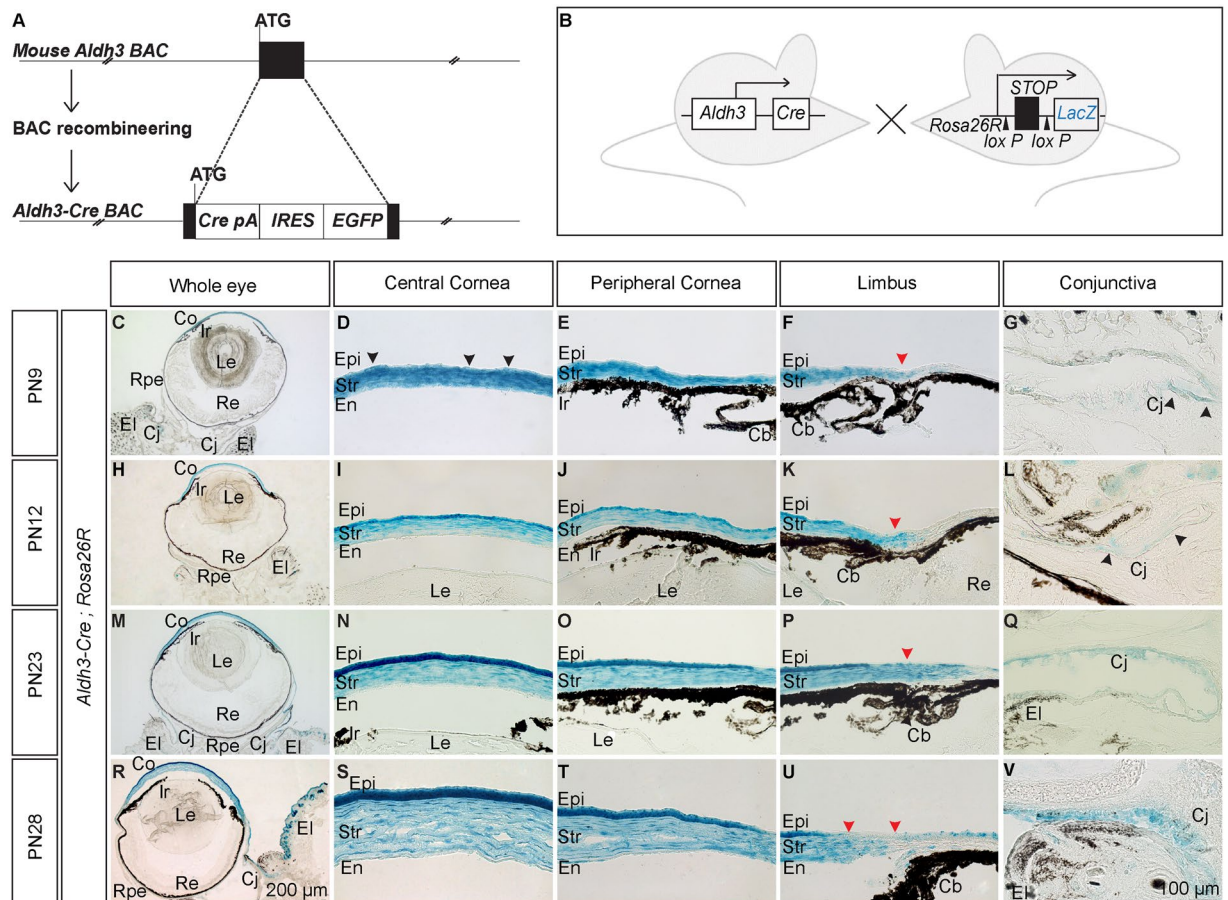 A
ATG
Mouse Aldh3 BAC
BAC recombineering
ATG
Aldh3-Cre BAC
Cre pA IRES EGFP
B
Aldh3 Cre
STOP
Rosa26R LacZ
lox P lox P
Whole eye Central Cornea Peripheral Cornea Limbus Conjunctiva
Aldh3-Cre ; Rosa26R
PN9
C Co Ir Le Rpe Re El Cj Cj El
D Epi Str En
E Epi Str Ir Cb
F Epi Str Cb
G Cj
PN12
H Co Ir Le Re Rpe El
I Epi Str En Le
J Epi Str En Ir Le
K Epi Str Cb Le Re
L Cj
PN23
M Co Ir Le Re El Cj Rpe Cj El
N Epi Str En Ir Le
O Epi Str Le
P Epi Str Cb
Q Cj El
PN28
R Co Ir Le El Rpe Re Cj 200 µm
S Epi Str En
T Epi Str En
U Epi Str En Cb
V Cj El 100 µm